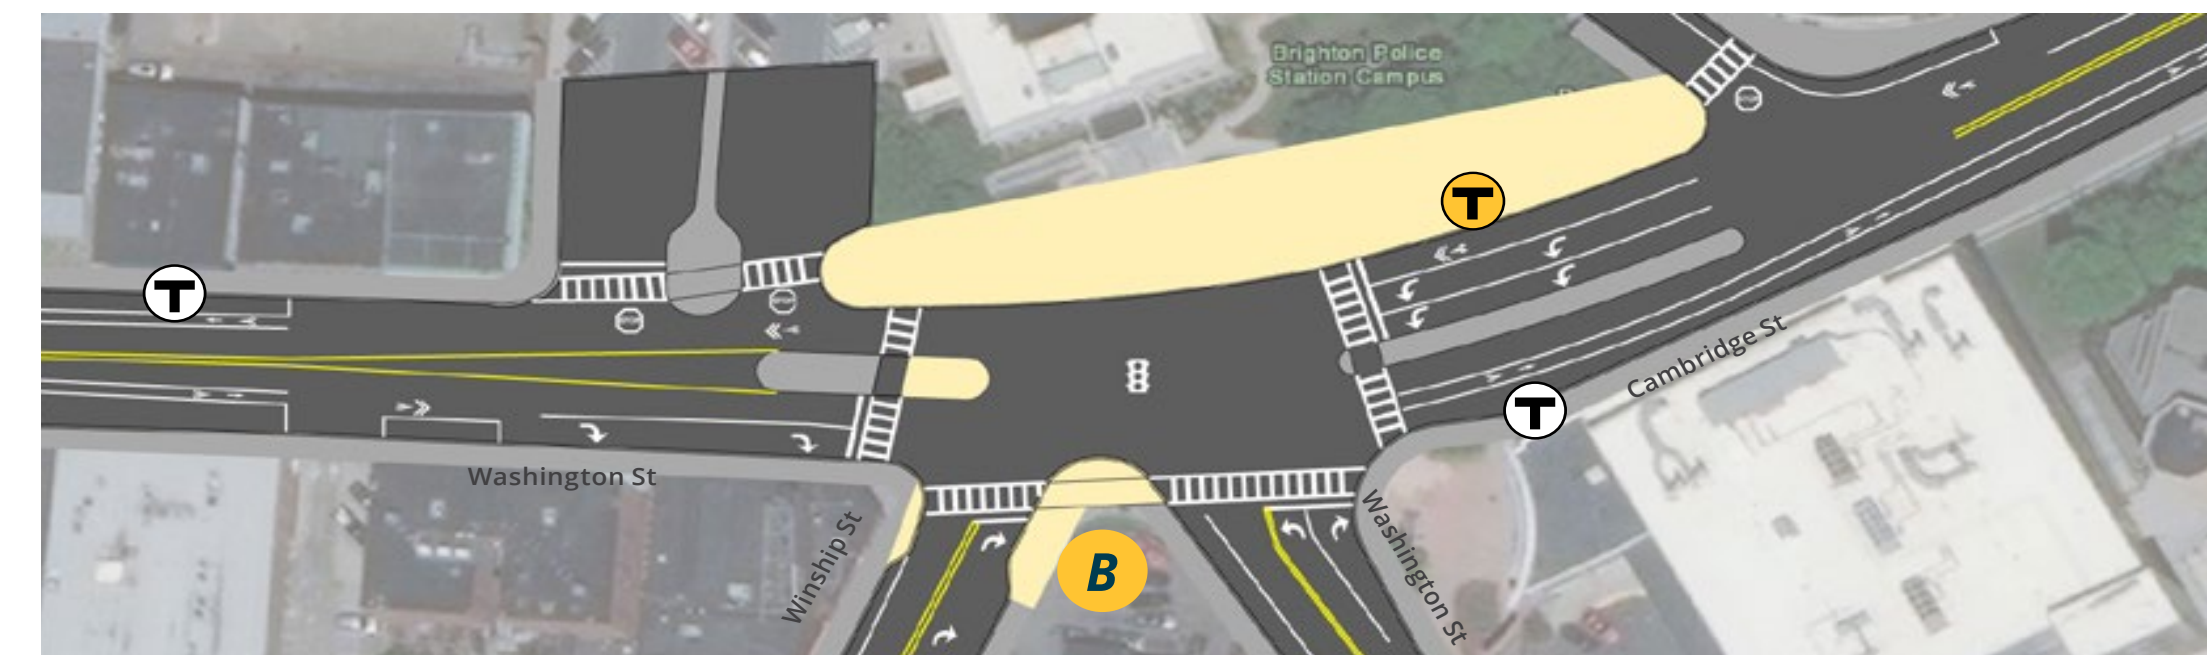 Brighton Police
Station Campus
T
T
T
Cambridge St
Washington St
Winship St
Washington St
B